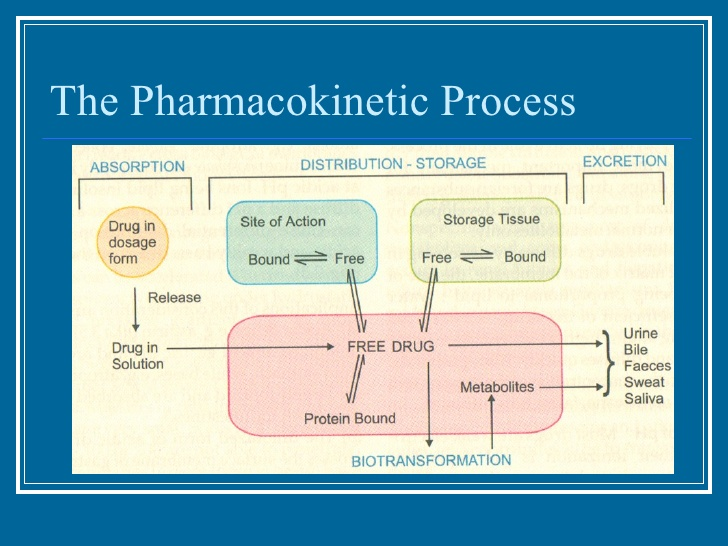 The Pharmacokinetic Process
ABSORPTION
DISTRIBUTION - STORAGE
EXCRETION
Drug in
dosage
form
Site of Action
Bound ⇌ Free
Storage Tissue
Free ⇌ Bound
Release
Drug in
Solution
FREE DRUG
Protein Bound
Metabolites
Urine
Bile
Faeces
Sweat
Saliva
BIOTRANSFORMATION